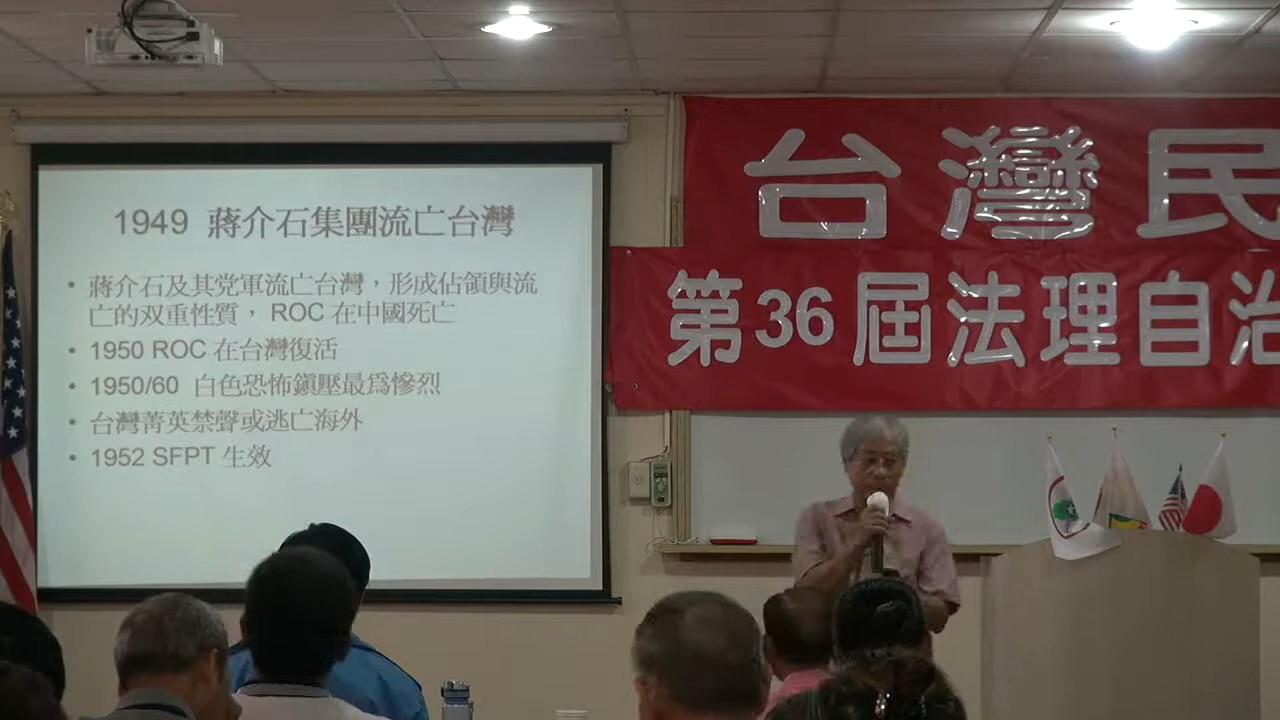 1949 蔣介石集團流亡台灣
• 蔣介石及其党軍流亡台灣，形成佔領與流
亡的双重性質， ROC 在中國死亡
• 1950 ROC 在台灣復活
• 1950/60 白色恐怖鎮壓最爲慘烈
• 台灣菁英禁聲或逃亡海外
• 1952 SFPT 生效
台灣民
第36屆法理自治